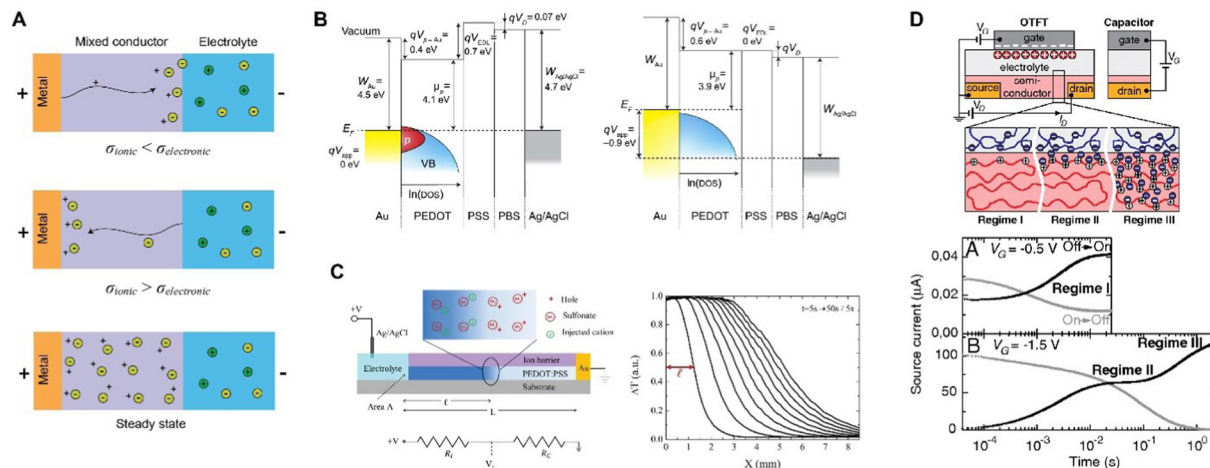 A
Mixed conductor
Electrolyte
+
Metal
-
σionic < σelectronic
+
Metal
-
σionic > σelectronic
+
Metal
-
Steady state
B
Vacuum
qVp – Au =
0.4 eV
qVEDL =
0.7 eV
qVD = 0.07 eV
WAu =
4.5 eV
μp =
4.1 eV
WAg/AgCl =
4.7 eV
EF
qVapp =
0 eV
p
VB
ln(DOS)
Au
PEDOT
PSS
PBS
Ag/AgCl
qVp – Au =
0.6 eV
qVEDL =
0 eV
qVD
WAu
μp =
3.9 eV
WAg/AgCl
EF
qVapp =
−0.9 eV
ln(DOS)
Au
PEDOT
PSS
PBS
Ag/AgCl
C
+ Hole
Sulfonate
Injected cation
+V
Ag/AgCl
Electrolyte
Ion barrier
PEDOT:PSS
Substrate
Au
Area A
ℓ
L
+V
RI
RC
ΔT (a.u.)
1.0
0.8
0.6
0.4
0.2
0.0
t=5s→50s / 5s
ℓ
0 1 2 3 4 5 6 7 8
X (mm)
D
VG
OTFT
Capacitor
gate
electrolyte
semi-
conductor
source
drain
VD
ID
gate
drain
VG
Regime I
Regime II
Regime III
A
VG = -0.5 V
Off→On
Regime I
On→Off
0,04
0,02
0,00
Source current (μA)
B
VG = -1.5 V
Regime III
Regime II
100
50
0
10-4
10-3
10-2
10-1
100
Time (s)